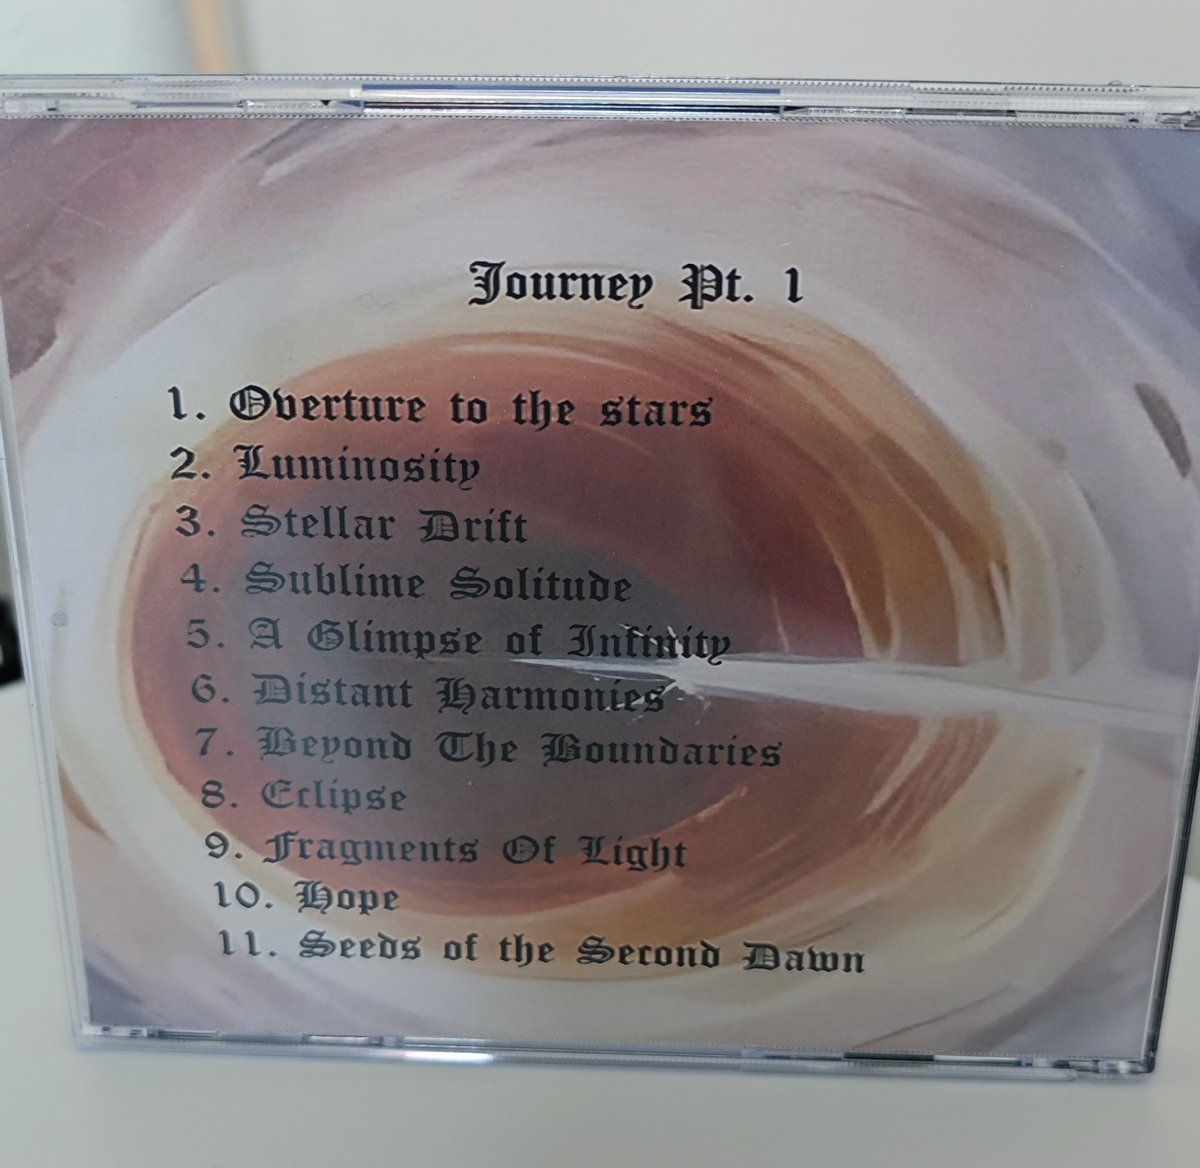 Journey Pt. 1
1. Overture to the stars
2. Luminosity
3. Stellar Drift
4. Sublime Solitude
5. A Glimpse of Infinity
6. Distant Harmonies
7. Beyond The Boundaries
8. Eclipse
9. Fragments Of Light
10. Hope
11. Seeds of the Second Dawn